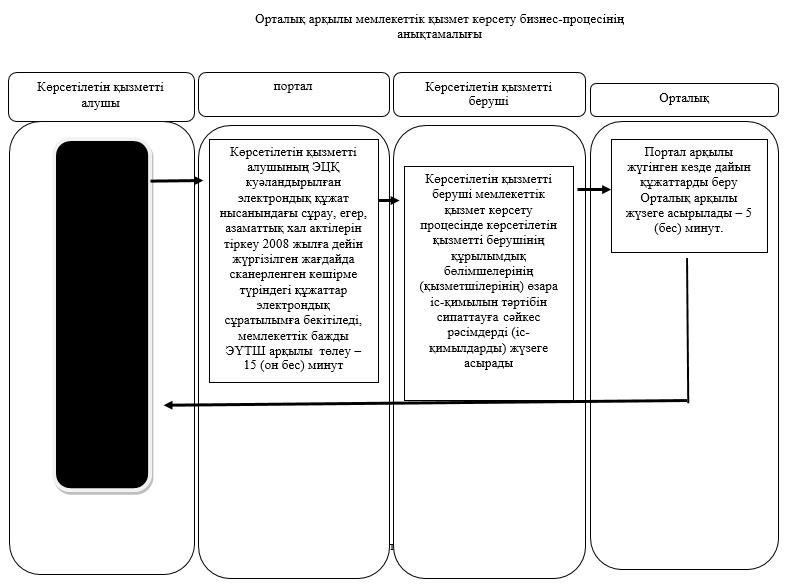 Орталық арқылы мемлекеттік қызмет көрсету бизнес-процесінің
анықтамалығы
Көрсетілетін қызметті
алушы
портал
Көрсетілетін қызметті
беруші
Орталық
Көрсетілетін қызметті
алушының ЭЦҚ
куәландырылған
электрондық құжат
нысанындағы сұрау, егер,
азаматтық хал актілерін
тіркеу 2008 жылға дейін
жүргізілген жағдайда
сканерленген көшірме
түріндегі құжаттар
электрондық
сұратылымға бекітіледі,
мемлекеттік бажды
ЭҮТШ арқылы төлеу –
15 (он бес) минут
Көрсетілетін қызметті
беруші мемлекеттік
қызмет көрсету
процесінде көрсетілетін
қызметті берушінің
құрылымдық
бөлімшелерінің
(қызметшілерінің) өзара
іс-қимылын тәртібін
сипаттауға сәйкес
рәсімдерді (іс-
қимылдарды) жүзеге
асырады
Портал арқылы
жүгінген кезде дайын
құжаттарды беру
Орталық арқылы
жүзеге асырылады – 5
(бес) минут.